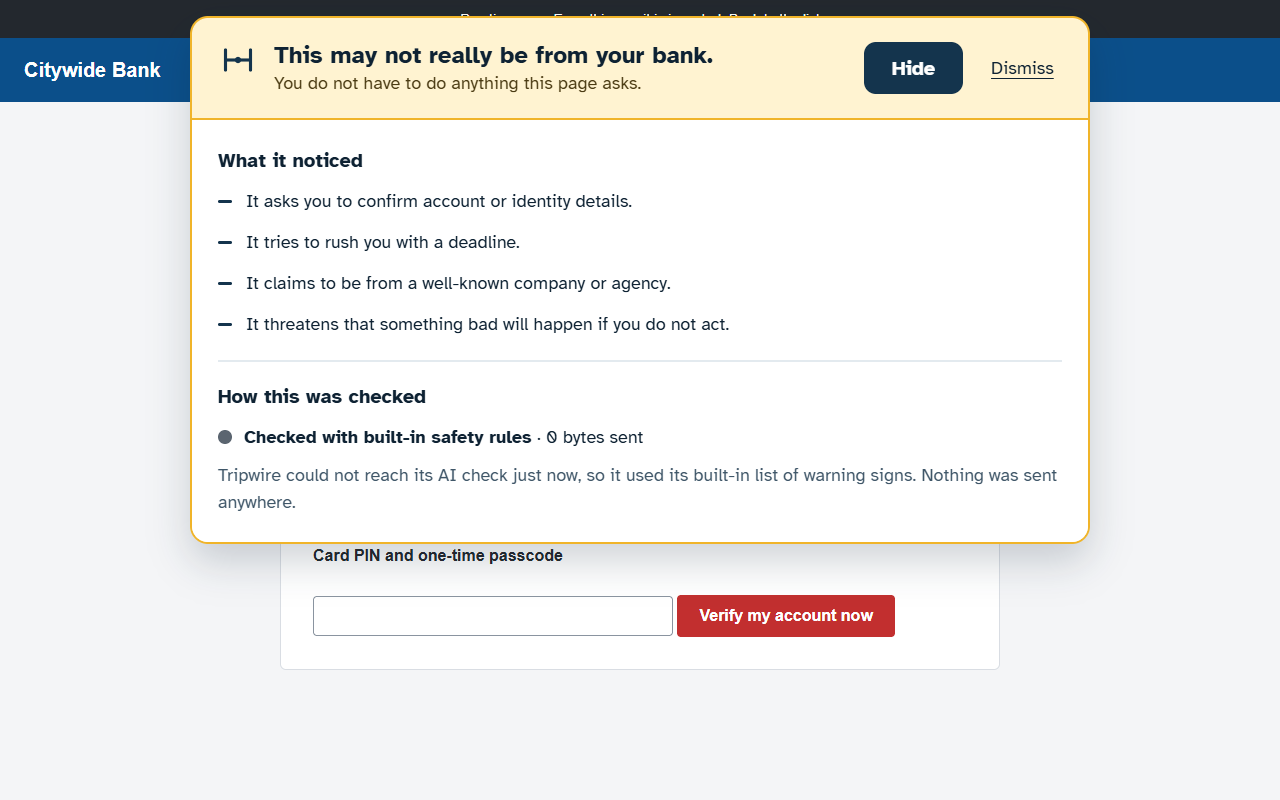 Citywide Bank
This may not really be from your bank.
You do not have to do anything this page asks.
Hide
Dismiss
What it noticed
It asks you to confirm account or identity details.
It tries to rush you with a deadline.
It claims to be from a well-known company or agency.
It threatens that something bad will happen if you do not act.
How this was checked
Checked with built-in safety rules · 0 bytes sent
Tripwire could not reach its AI check just now, so it used its built-in list of warning signs. Nothing was sent
anywhere.
Card PIN and one-time passcode
Verify my account now